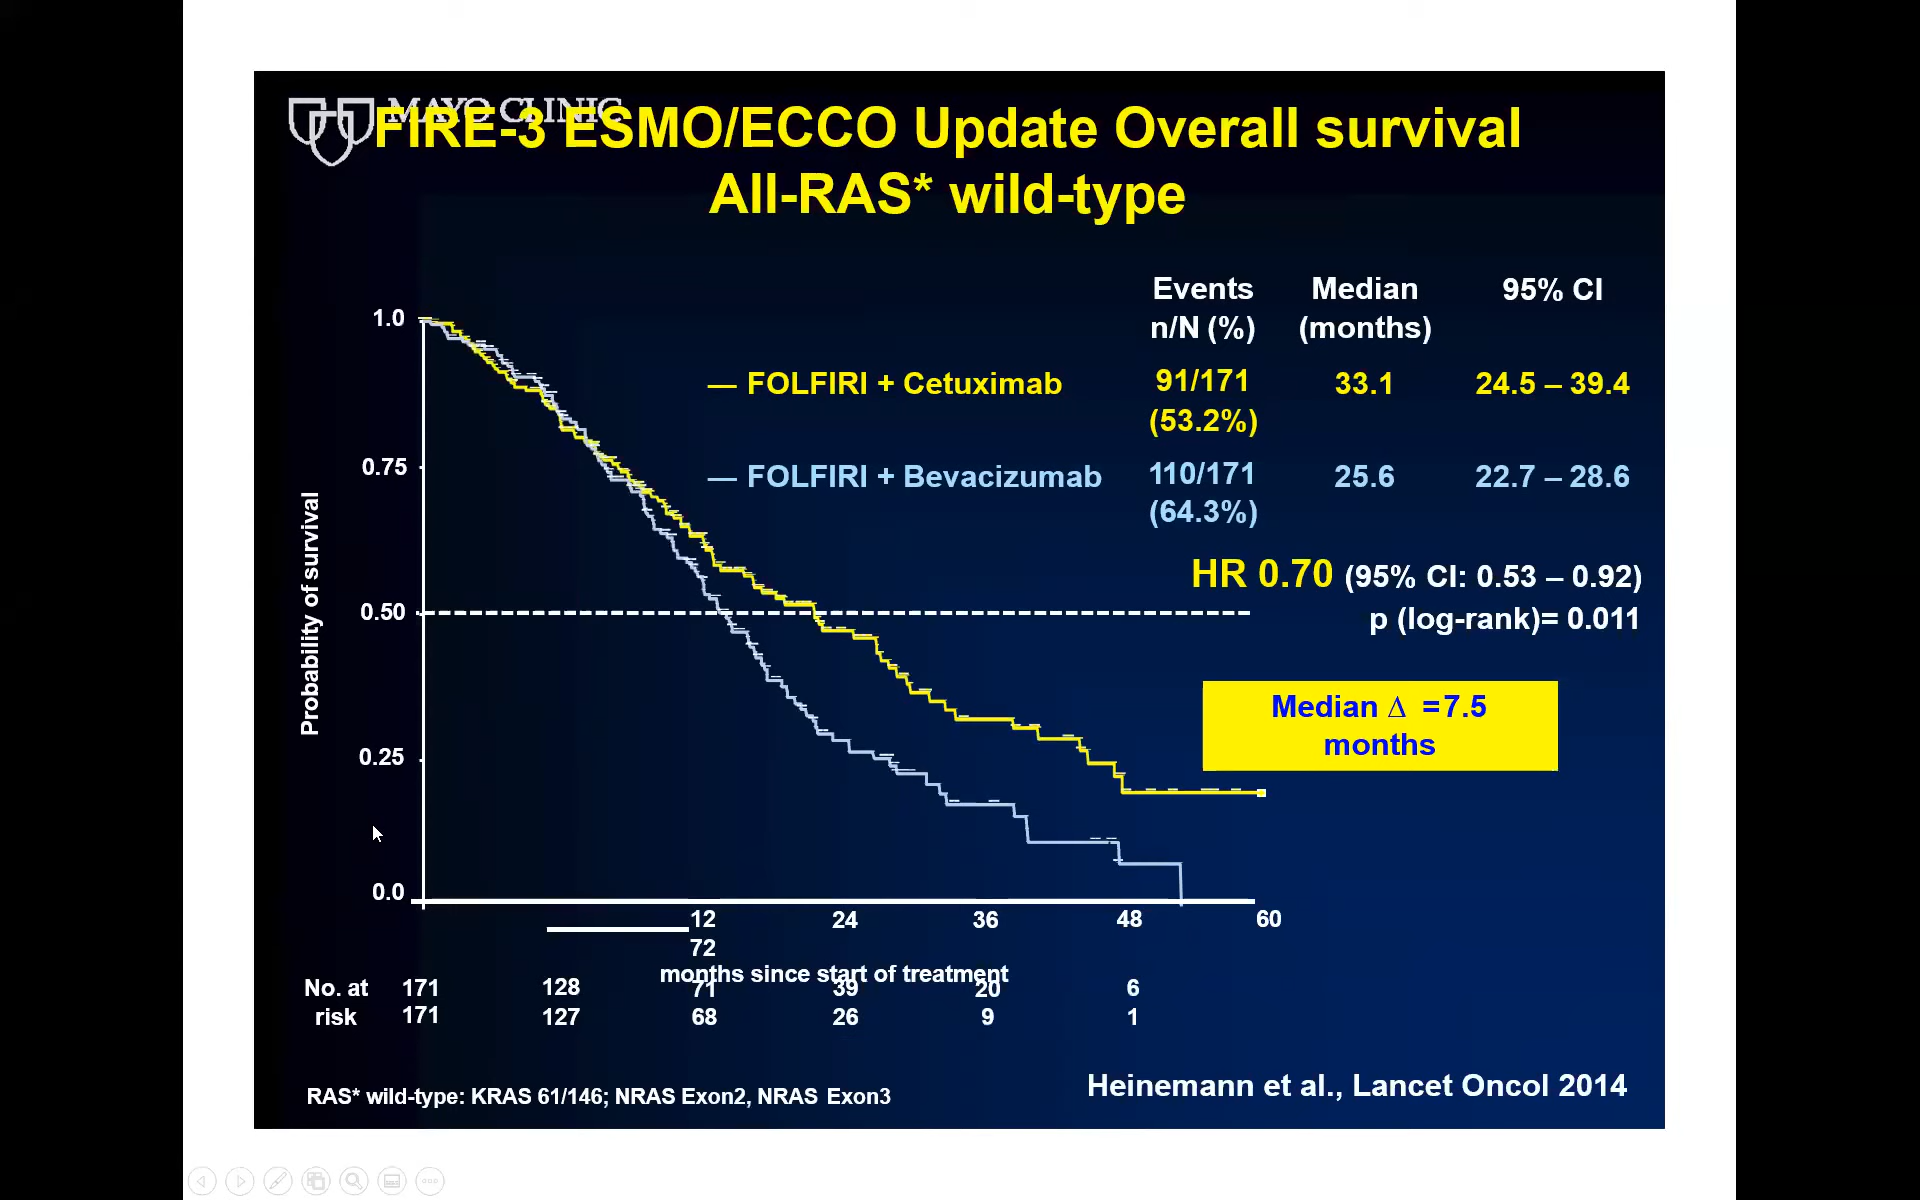 MAYO CLINIC
FIRE-3 ESMO/ECCO Update Overall survival
All-RAS* wild-type
Events
n/N (%)
Median
(months)
95% CI
— FOLFIRI + Cetuximab
91/171
(53.2%)
33.1
24.5 – 39.4
— FOLFIRI + Bevacizumab
110/171
(64.3%)
25.6
22.7 – 28.6
HR 0.70 (95% CI: 0.53 – 0.92)
p (log-rank)= 0.011
Median Δ =7.5
months
Probability of survival
1.0
0.75
0.50
0.25
0.0
12 24 36 48 60
72
months since start of treatment
No. at 171 128 71 39 20 6
risk 171 127 68 26 9 1
RAS* wild-type: KRAS 61/146; NRAS Exon2, NRAS Exon3
Heinemann et al., Lancet Oncol 2014